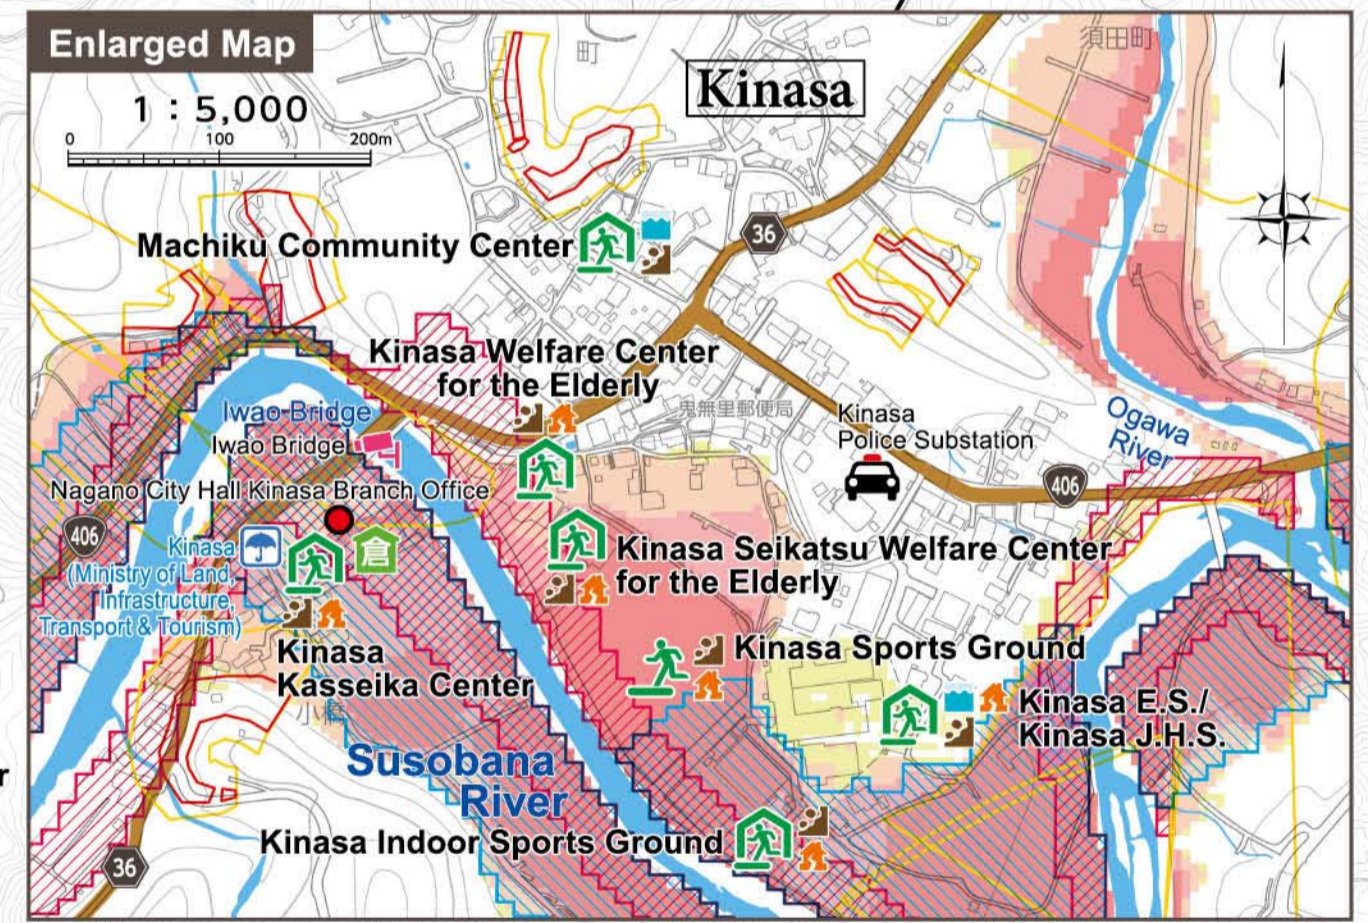 Enlarged Map
1 : 5,000
0 100 200m
町
Kinasa
須田町
36
Machiku Community Center
Kinasa Welfare Center
for the Elderly
鬼無里郵便局
Kinasa
Police Substation
Ogawa
River
Iwao Bridge
Iwao Bridge
Nagano City Hall Kinasa Branch Office
406
406
Kinasa
(Ministry of Land,
Infrastructure,
Transport & Tourism)
倉
Kinasa Seikatsu Welfare Center
for the Elderly
Kinasa
Kasseika Center
Kinasa Sports Ground
Kinasa E.S./
Kinasa J.H.S.
Susobana
River
Kinasa Indoor Sports Ground
36
r